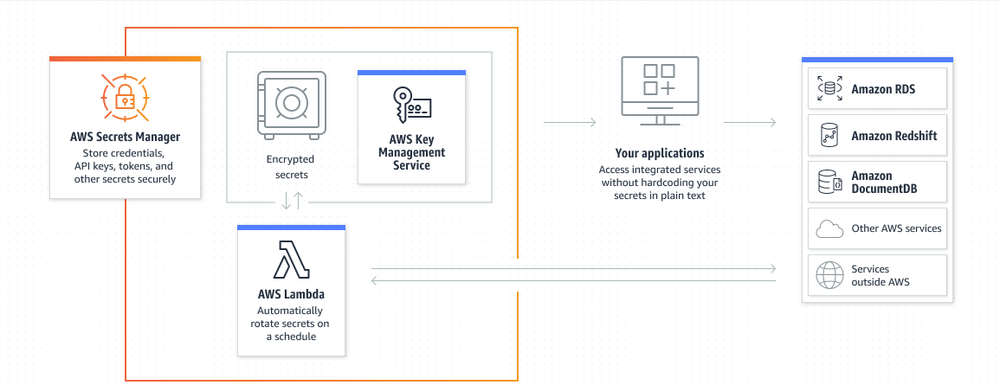 AWS Secrets Manager
Store credentials,
API keys, tokens, and
other secrets securely
Encrypted
secrets
AWS Key
Management
Service
AWS Lambda
Automatically
rotate secrets on
a schedule
Your applications
Access integrated services
without hardcoding your
secrets in plain text
Amazon RDS
Amazon Redshift
Amazon
DocumentDB
Other AWS services
Services
outside AWS